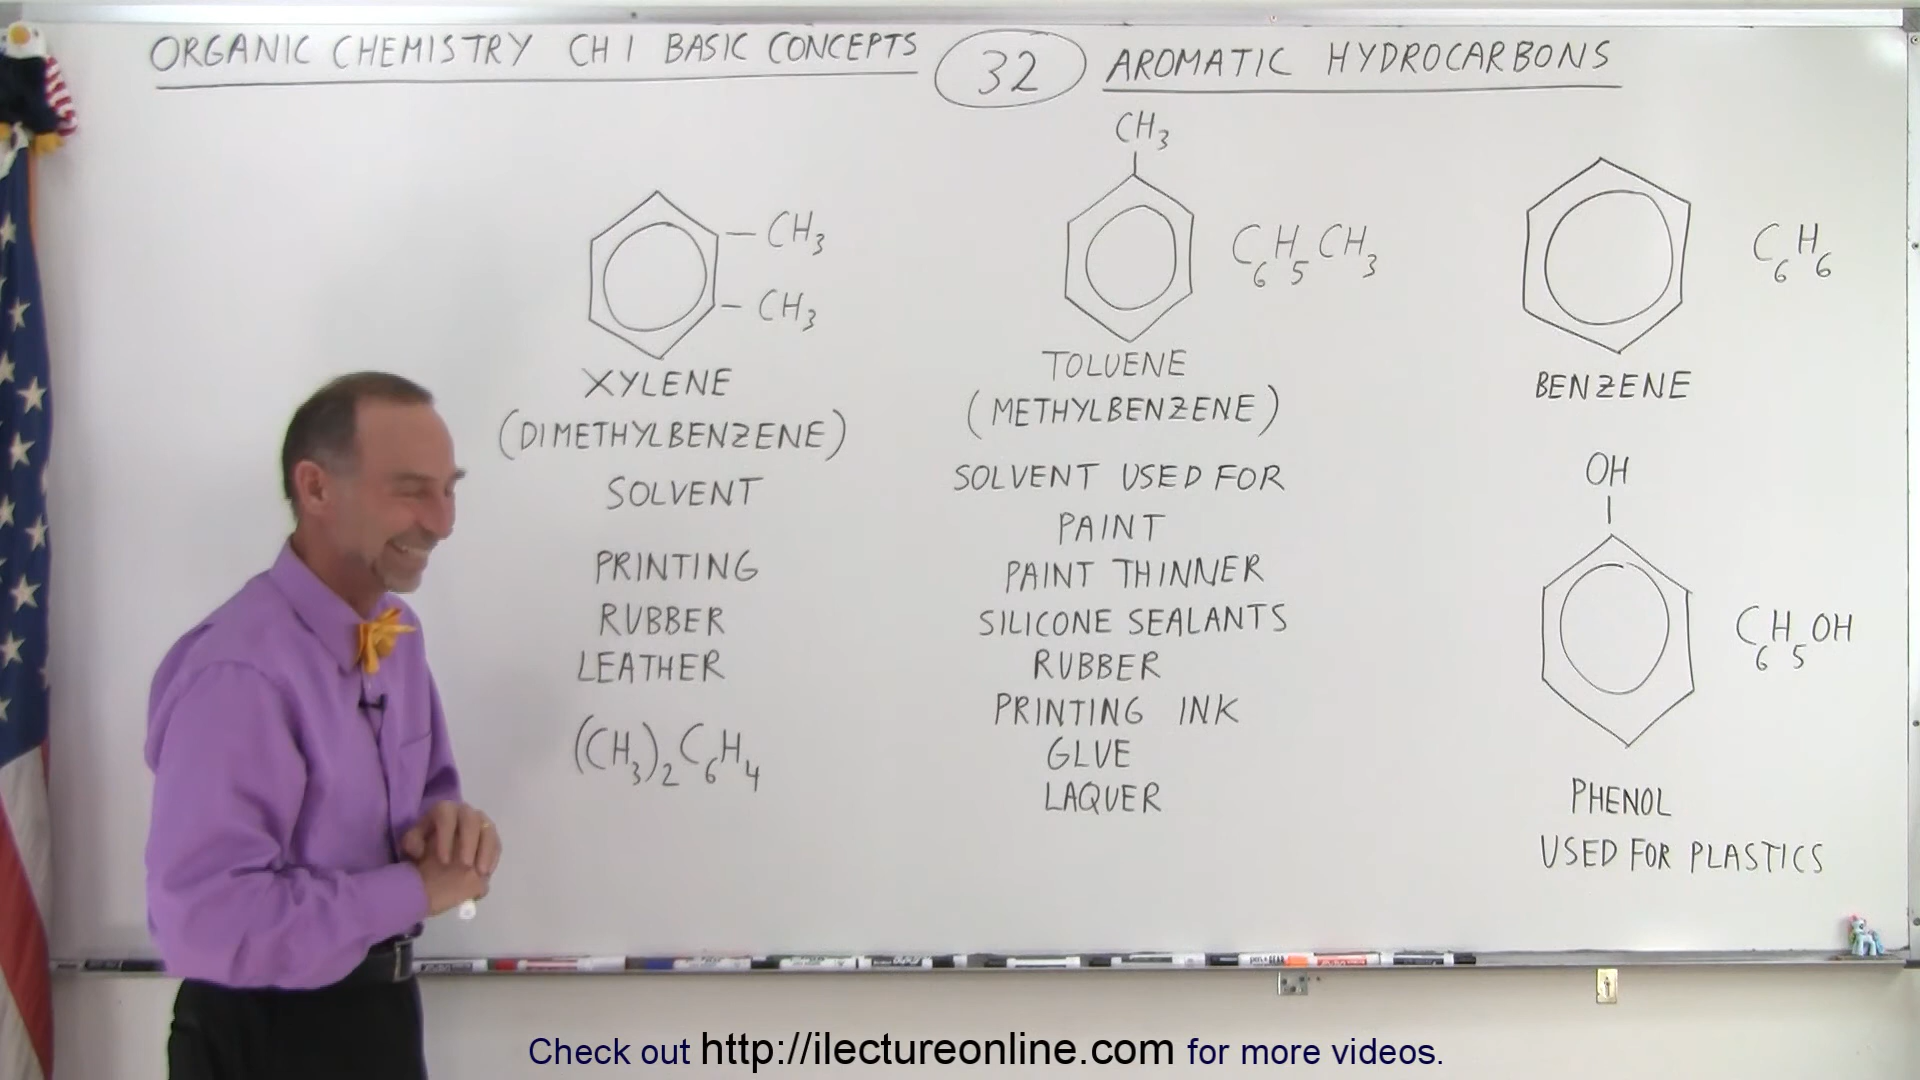 ORGANIC CHEMISTRY CH 1 BASIC CONCEPTS
32
AROMATIC HYDROCARBONS
CH3
CH3
XYLENE
(DIMETHYLBENZENE)
SOLVENT
PRINTING
RUBBER
LEATHER
(CH3)2C6H4
CH3
C6H5CH3
TOLUENE
(METHYLBENZENE)
SOLVENT USED FOR
PAINT
PAINT THINNER
SILICONE SEALANTS
RUBBER
PRINTING INK
GLUE
LAQUER
C6H6
BENZENE
OH
C6H5OH
PHENOL
USED FOR PLASTICS
Check out http://ilectureonline.com for more videos.